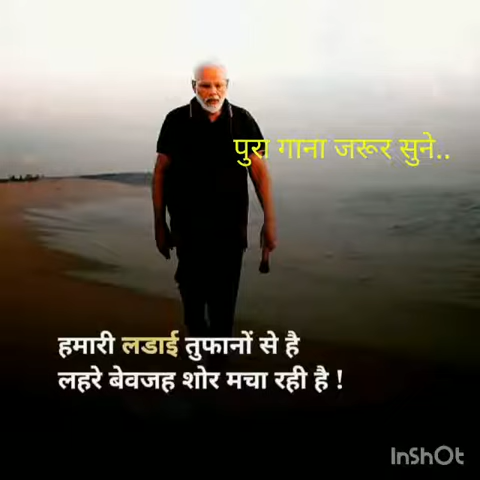 पुरा गाना जरूर सुने..
हमारी लडाई तुफानों से है
लहरे बेवजह शोर मचा रही है !
InShOt